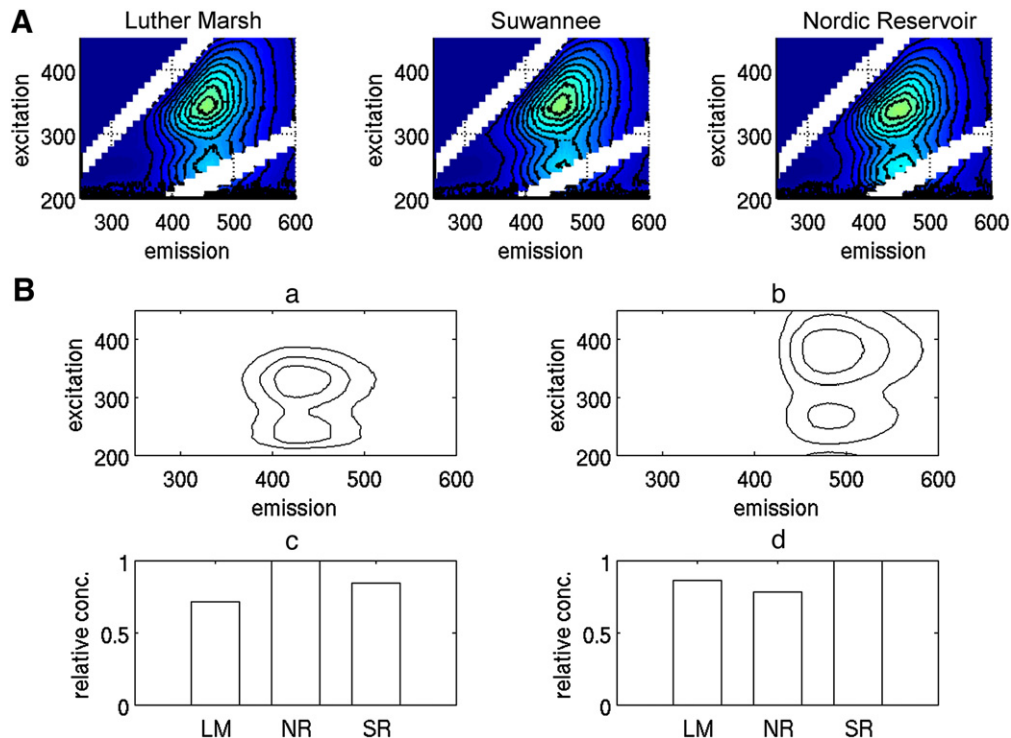 A
Luther Marsh
Suwannee
Nordic Reservoir
excitation
400
300
200
300 400 500 600
emission
excitation
400
300
200
300 400 500 600
emission
excitation
400
300
200
300 400 500 600
emission
B
a
excitation
400
300
200
300 400 500 600
emission
b
excitation
400
300
200
300 400 500 600
emission
c
relative conc.
1
0.5
0
LM NR SR
d
relative conc.
1
0.5
0
LM NR SR